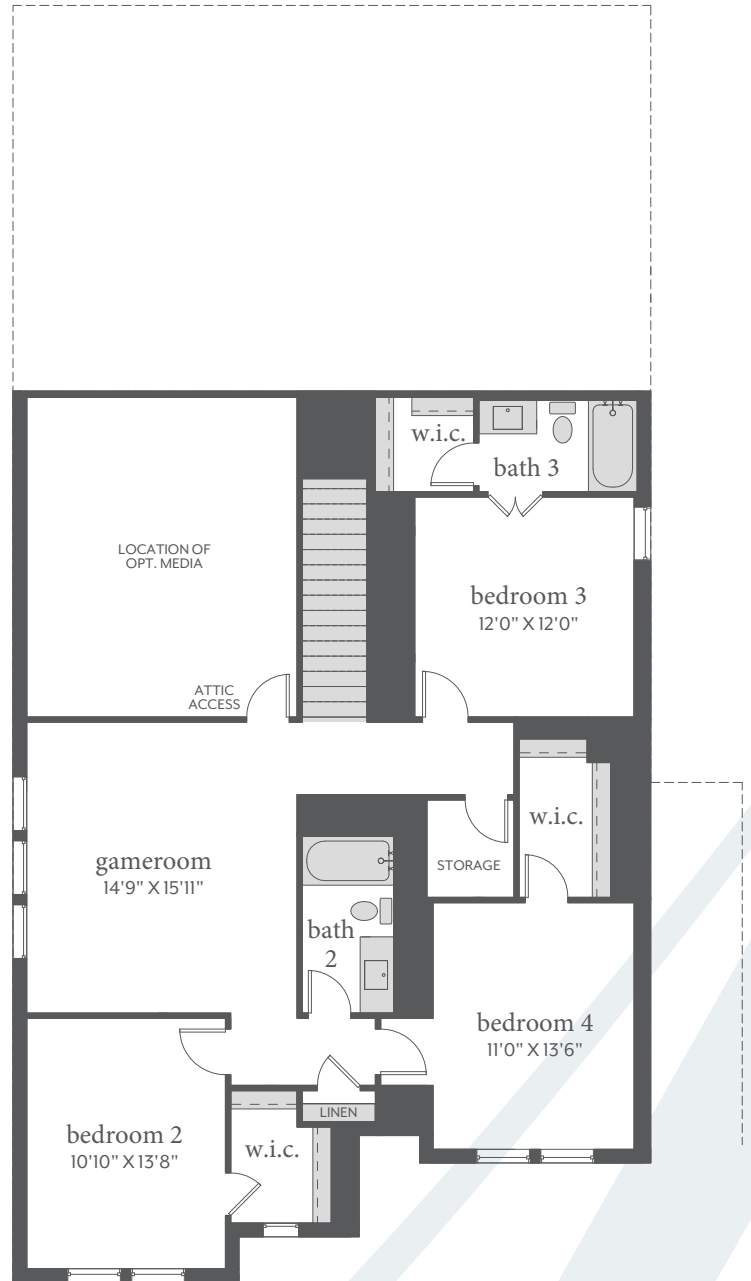 w.i.c.
bath 3
LOCATION OF
OPT. MEDIA
bedroom 3
12'0" X 12'0"
ATTIC
ACCESS
w.i.c.
gameroom
14'9" X 15'11"
STORAGE
bath
2
bedroom 4
11'0" X 13'6"
LINEN
bedroom 2
10'10" X 13'8"
w.i.c.